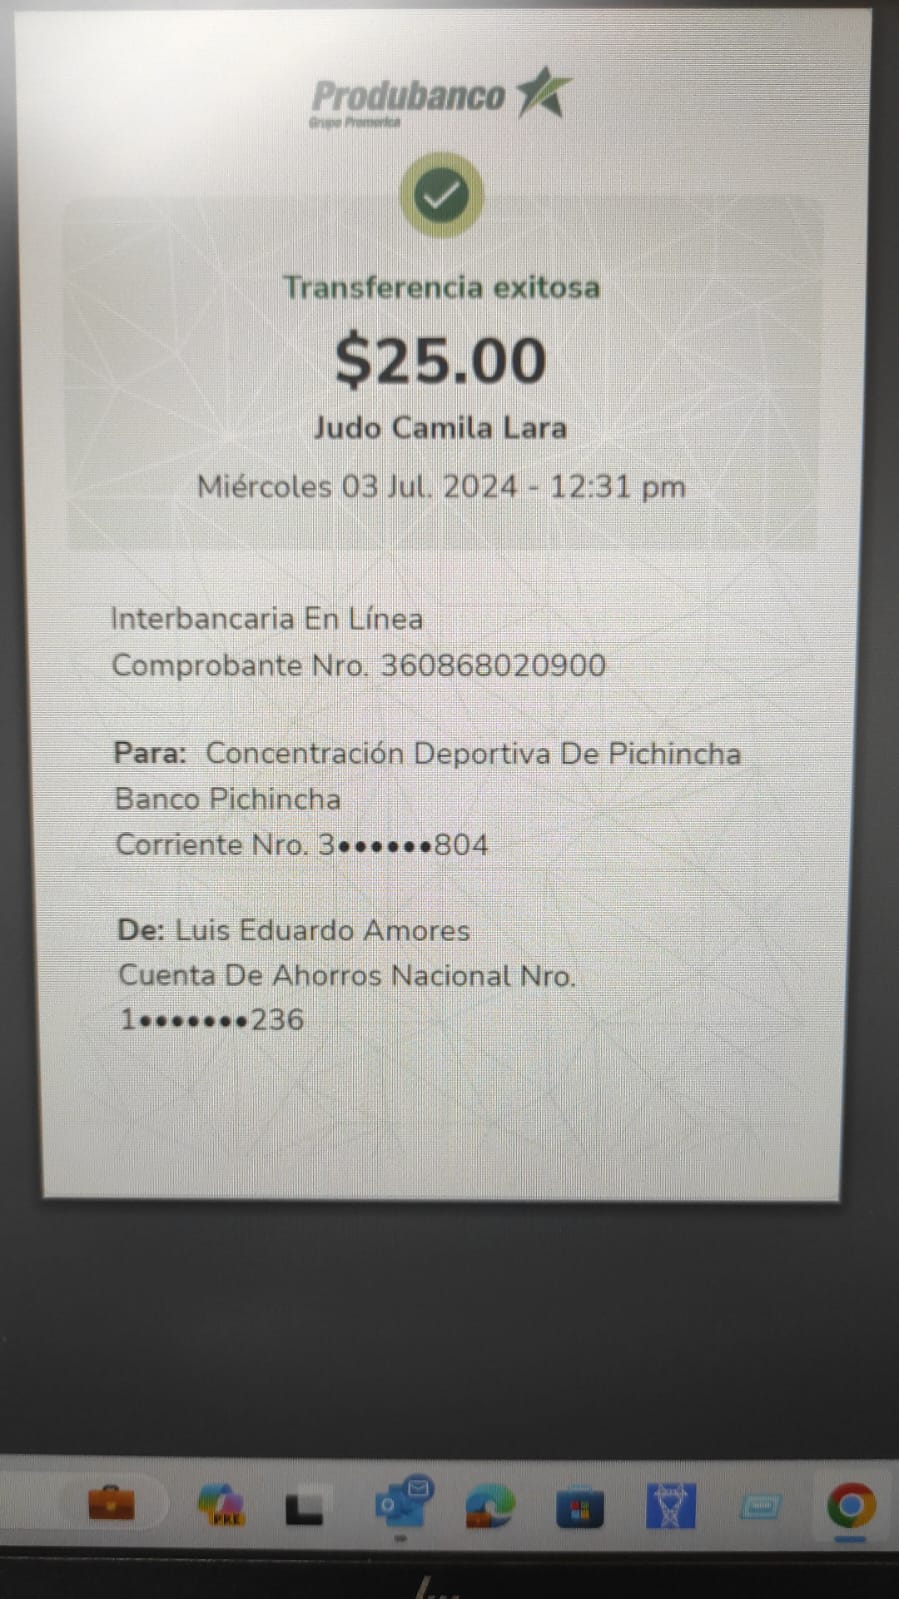 Produbanco
Grupo Promerica
Transferencia exitosa
$25.00
Judo Camila Lara
Miércoles 03 Jul. 2024 - 12:31 pm
Interbancaria En Línea
Comprobante Nro. 360868020900
Para: Concentración Deportiva De Pichincha
Banco Pichincha
Corriente Nro. 3••••••804
De: Luis Eduardo Amores
Cuenta De Ahorros Nacional Nro.
1•••••••236
PRE